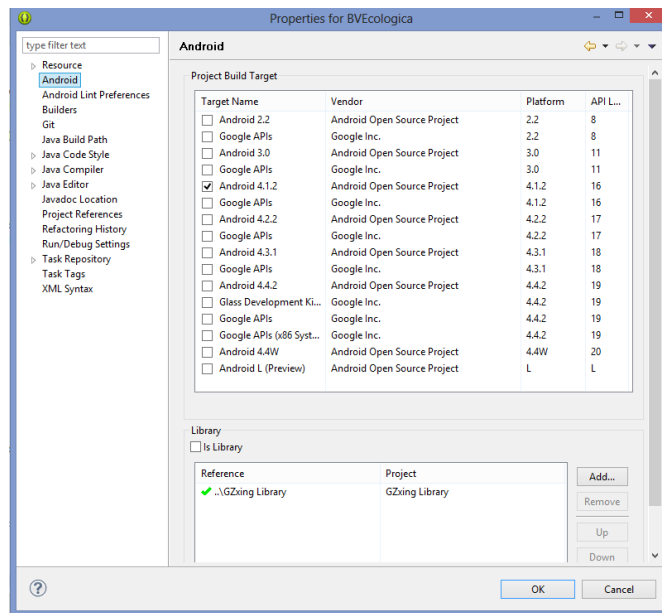 Properties for BVEcologica
type filter text
Android
Resource
Android
Android Lint Preferences
Builders
Git
Java Build Path
Java Code Style
Java Compiler
Java Editor
Javadoc Location
Project References
Refactoring History
Run/Debug Settings
Task Repository
Task Tags
XML Syntax
Project Build Target
Target Name Vendor Platform API L...
Android 2.2 Android Open Source Project 2.2 8
Google APIs Google Inc. 2.2 8
Android 3.0 Android Open Source Project 3.0 11
Google APIs Google Inc. 3.0 11
Android 4.1.2 Android Open Source Project 4.1.2 16
Google APIs Google Inc. 4.1.2 16
Android 4.2.2 Android Open Source Project 4.2.2 17
Google APIs Google Inc. 4.2.2 17
Android 4.3.1 Android Open Source Project 4.3.1 18
Google APIs Google Inc. 4.3.1 18
Android 4.4.2 Android Open Source Project 4.4.2 19
Glass Development Ki... Google Inc. 4.4.2 19
Google APIs Google Inc. 4.4.2 19
Google APIs (x86 Syst... Google Inc. 4.4.2 19
Android 4.4W Android Open Source Project 4.4W 20
Android L (Preview) Android Open Source Project L L
Library
Is Library
Reference Project
..\GZxing Library GZxing Library
Add...
Remove
Up
Down
OK Cancel